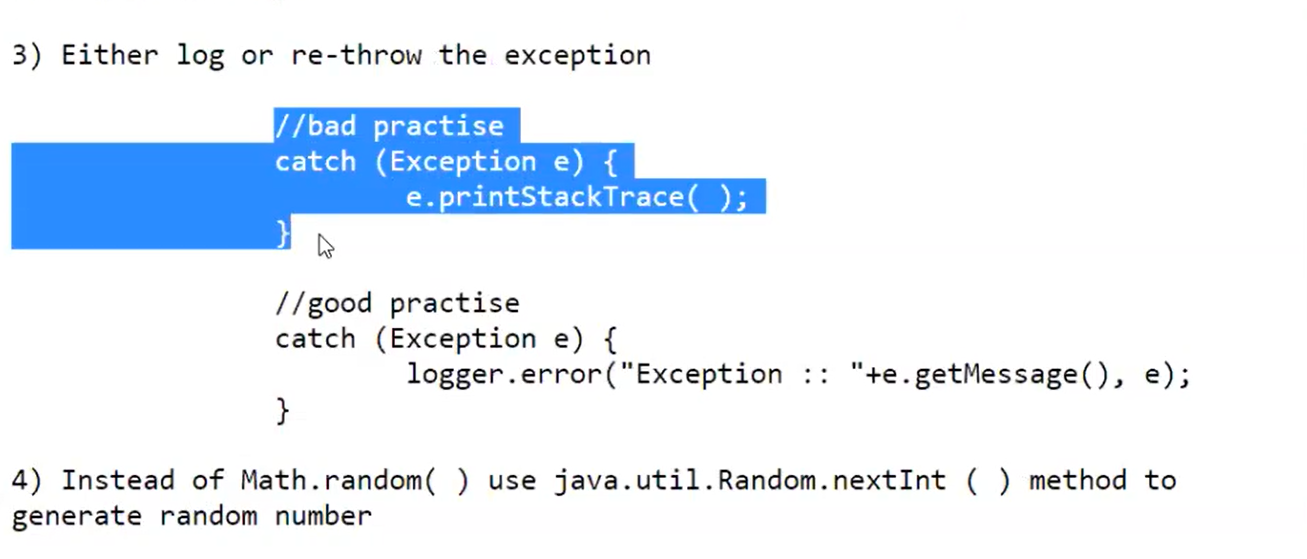 3) Either log or re-throw the exception
//bad practise
catch (Exception e) {
e.printStackTrace( );
}
//good practise
catch (Exception e) {
logger.error("Exception :: "+e.getMessage(), e);
}
4) Instead of Math.random( ) use java.util.Random.nextInt ( ) method to
generate random number